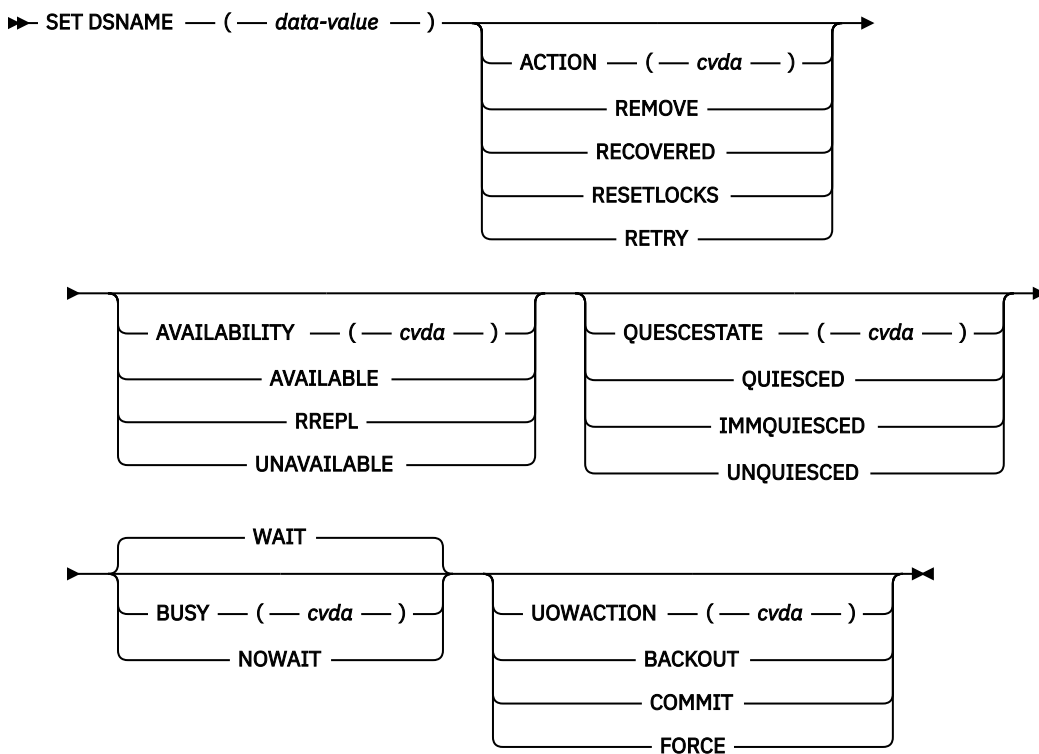 SET DSNAME ( data-value )
ACTION ( cvda )
REMOVE
RECOVERED
RESETLOCKS
RETRY
AVAILABILITY ( cvda )
AVAILABLE
RREPL
UNAVAILABLE
QUESCESTATE ( cvda )
QUIESCED
IMMQUIESCED
UNQUIESCED
WAIT
BUSY ( cvda )
NOWAIT
UOWACTION ( cvda )
BACKOUT
COMMIT
FORCE